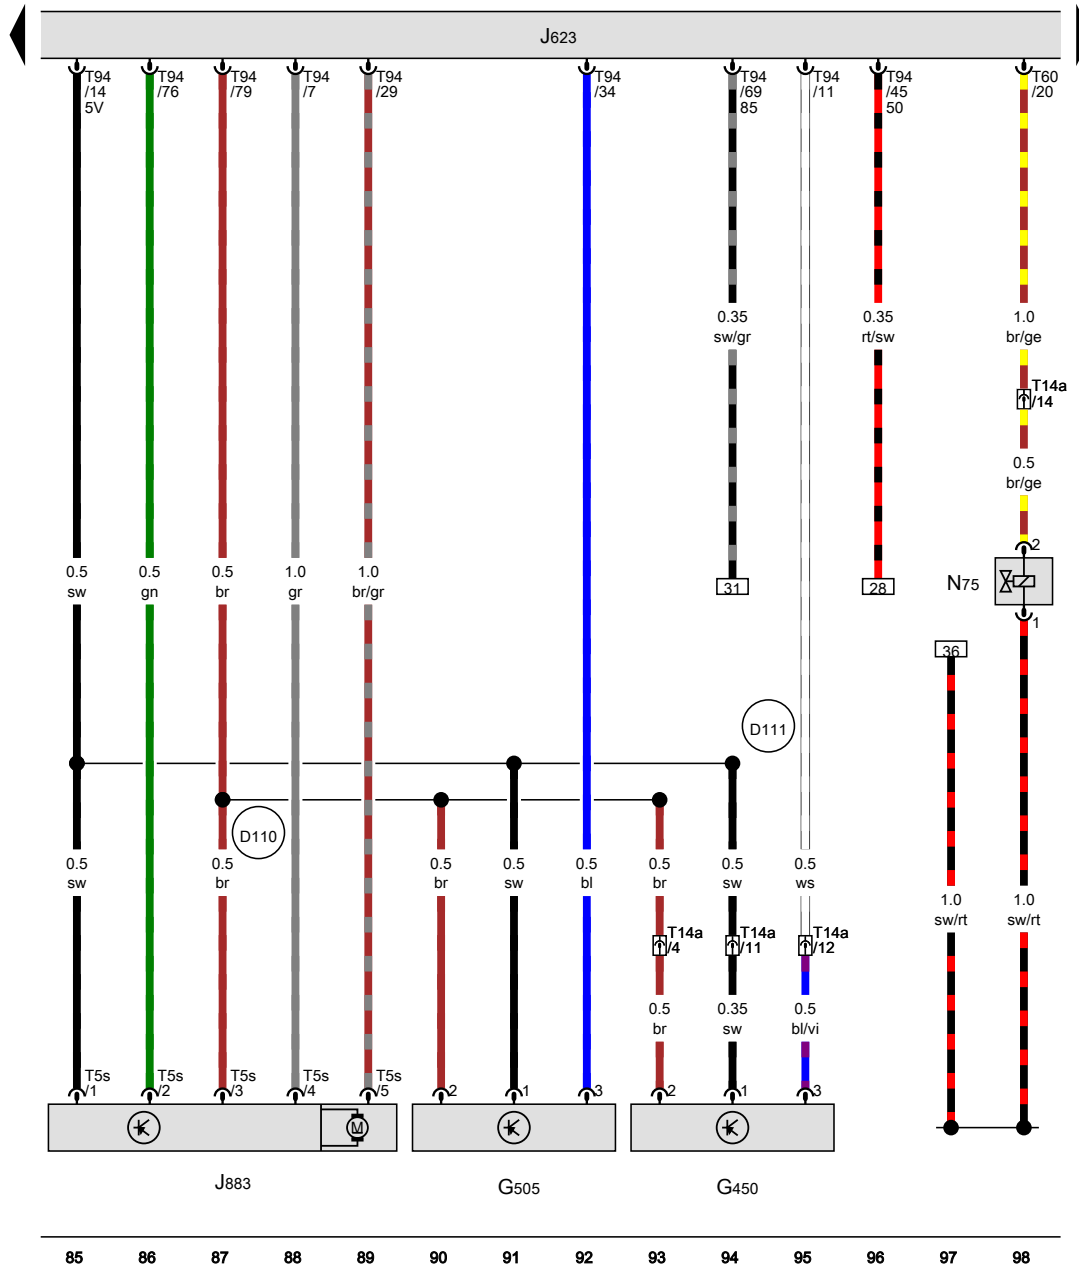 J623
T94 /14 5V
T94 /76
T94 /79
T94 /7
T94 /29
T94 /34
T94 /69 85
T94 /11
T94 /45 50
T60 /20
0.35 sw/gr
0.35 rt/sw
1.0 br/ge
T14a /14
0.5 br/ge
2
0.5 sw
0.5 gn
0.5 br
1.0 gr
1.0 br/gr
31
28
N75
1
36
D111
D110
0.5 sw
0.5 br
0.5 br
0.5 sw
0.5 bl
0.5 br
0.5 sw
0.5 ws
1.0 sw/rt
1.0 sw/rt
T14a /4
T14a /11
T14a /12
0.5 br
0.35 sw
0.5 bl/vi
T5s /1
T5s /2
T5s /3
T5s /4
T5s /5
2
1
3
2
1
3
M
J883
G505
G450
85 86 87 88 89 90 91 92 93 94 95 96 97 98